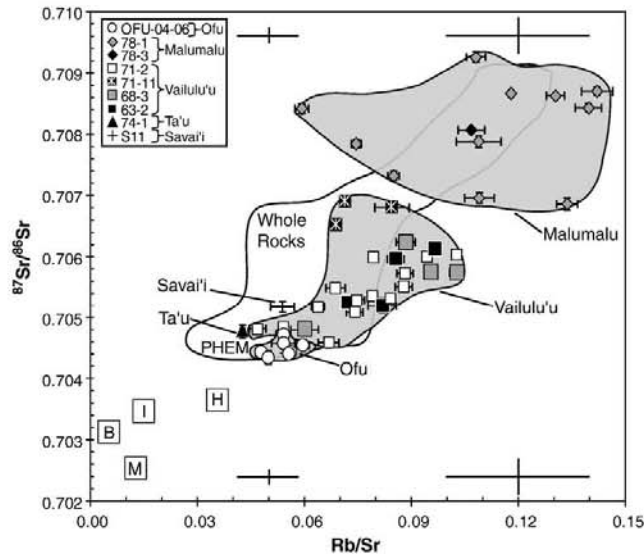 OFU-04-06 Ofu
78-1
78-3 Malumalu
71-2
71-11 Vailulu'u
68-3
63-2
74-1 Ta'u
S11 Savai'i
0.710
0.709
0.708
0.707
0.706
0.705
0.704
0.703
0.702
87Sr/86Sr
Malumalu
Whole
Rocks
Savai'i
Vailulu'u
Ta'u
PHEM
Ofu
H
I
B
M
0.00 0.03 0.06 0.09 0.12 0.15
Rb/Sr